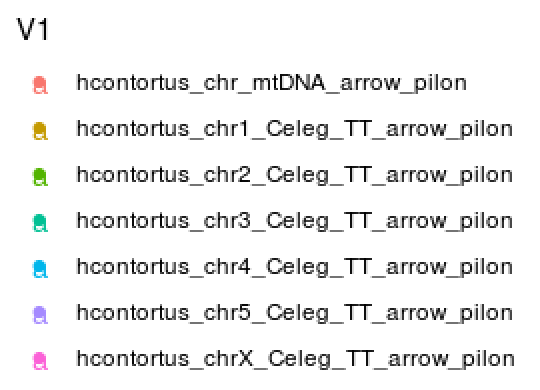 V1
hcontortus_chr_mtDNA_arrow_pilon
hcontortus_chr1_Celeg_TT_arrow_pilon
hcontortus_chr2_Celeg_TT_arrow_pilon
hcontortus_chr3_Celeg_TT_arrow_pilon
hcontortus_chr4_Celeg_TT_arrow_pilon
hcontortus_chr5_Celeg_TT_arrow_pilon
hcontortus_chrX_Celeg_TT_arrow_pilon